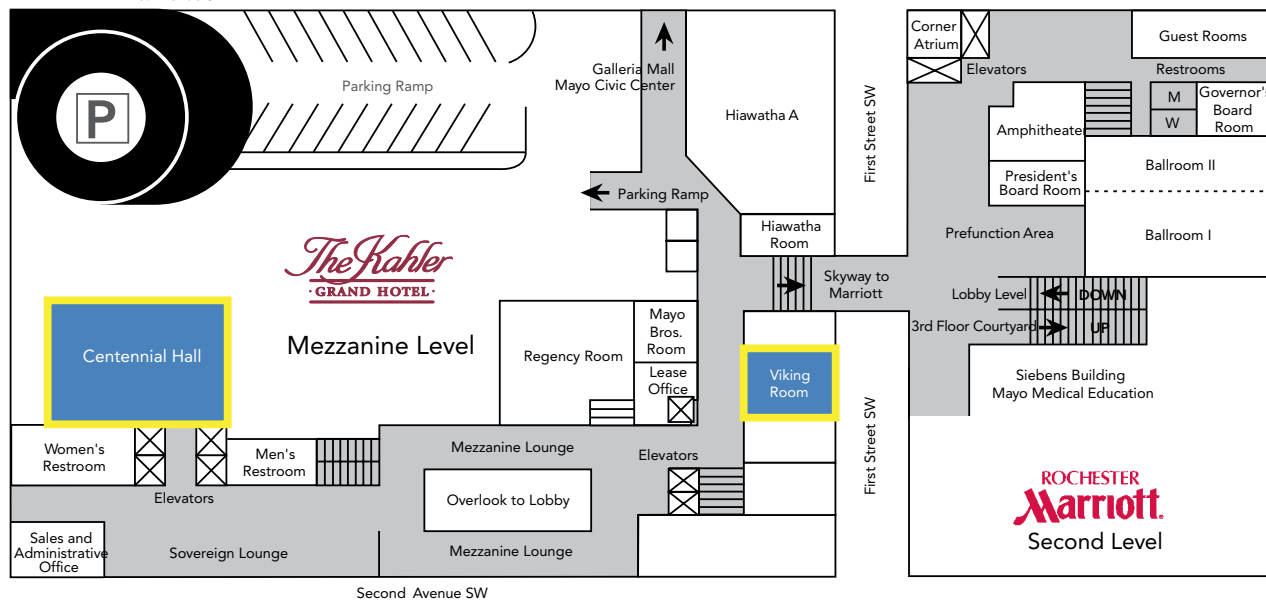 Parking Ramp
P
Galleria Mall
Mayo Civic Center
Hiawatha A
First Street SW
Corner
Atrium
Elevators
Guest Rooms
Restrooms
M
W
Governor's
Board
Room
Amphitheater
President's
Board Room
Ballroom II
Ballroom I
Parking Ramp
Hiawatha
Room
Prefunction Area
The Kahler
GRAND HOTEL
Mezzanine Level
Skyway to
Marriott
Lobby Level
DOWN
3rd Floor Courtyard
UP
Centennial Hall
Regency Room
Mayo
Bros.
Room
Lease
Office
Viking
Room
First Street SW
Siebens Building
Mayo Medical Education
Women's
Restroom
Men's
Restroom
Elevators
Mezzanine Lounge
Elevators
Overlook to Lobby
Mezzanine Lounge
Sales and
Administrative
Office
Sovereign Lounge
ROCHESTER
Marriott.
Second Level
Second Avenue SW